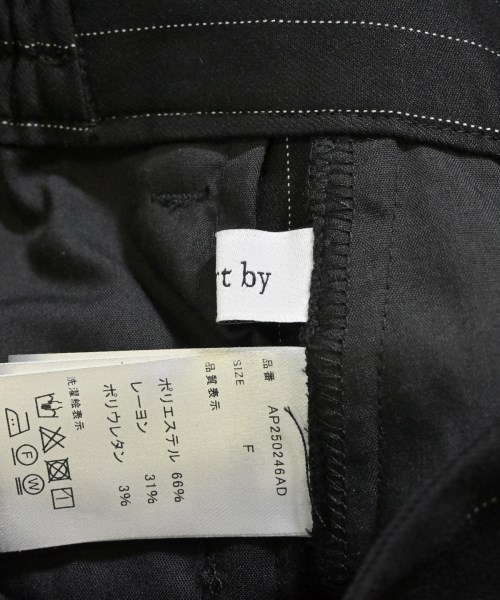 rt by
品番 AP250246AD
SIZE F
品質表示
ポリエステル 66%
レーヨン 31%
ポリウレタン 3%
洗濯絵表示
F
W